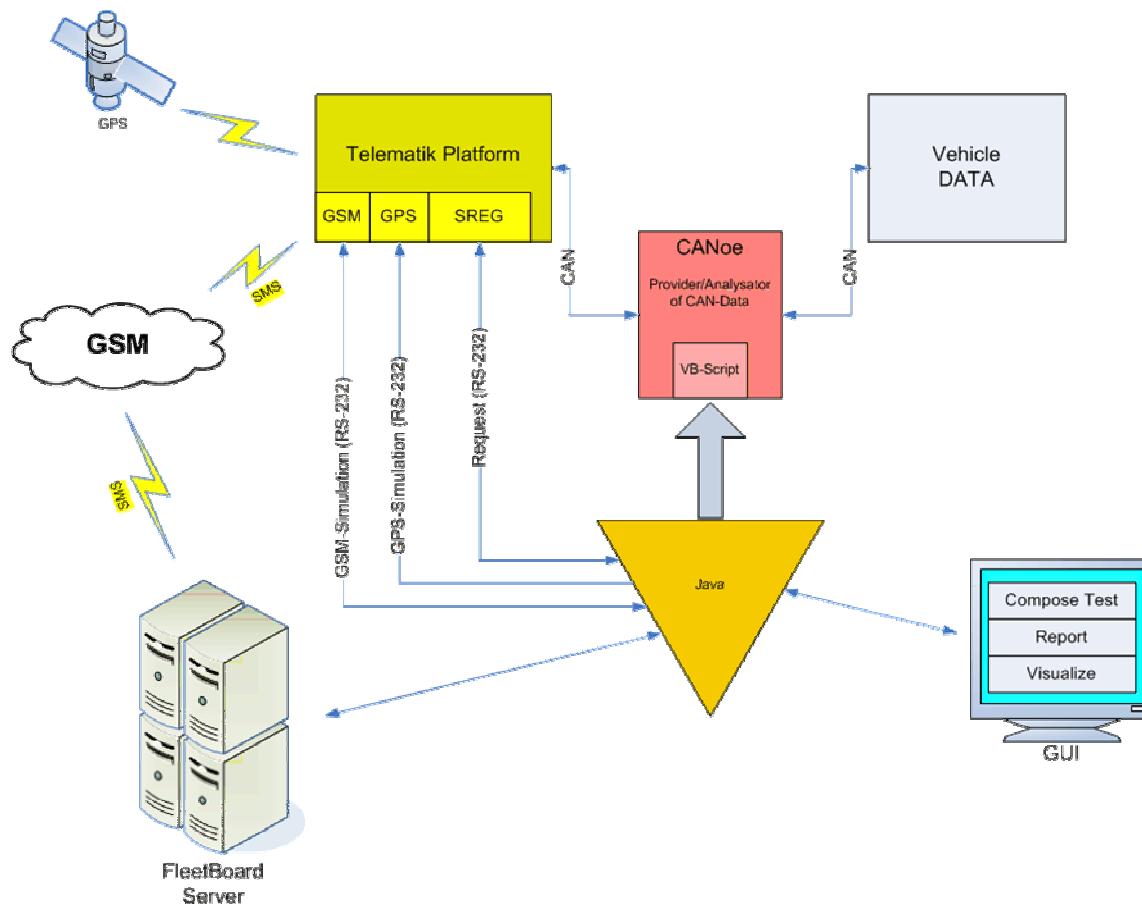 GPS
Telematik Platform
GSM
GPS
SREG
Vehicle
DATA
CANoe
Provider/Analysator
of CAN-Data
VB-Script
CAN
CAN
SMS
GSM
SMS
GSM-Simulation (RS-232)
GPS-Simulation (RS-232)
Request (RS-232)
Java
Compose Test
Report
Visualize
GUI
FleetBoard
Server